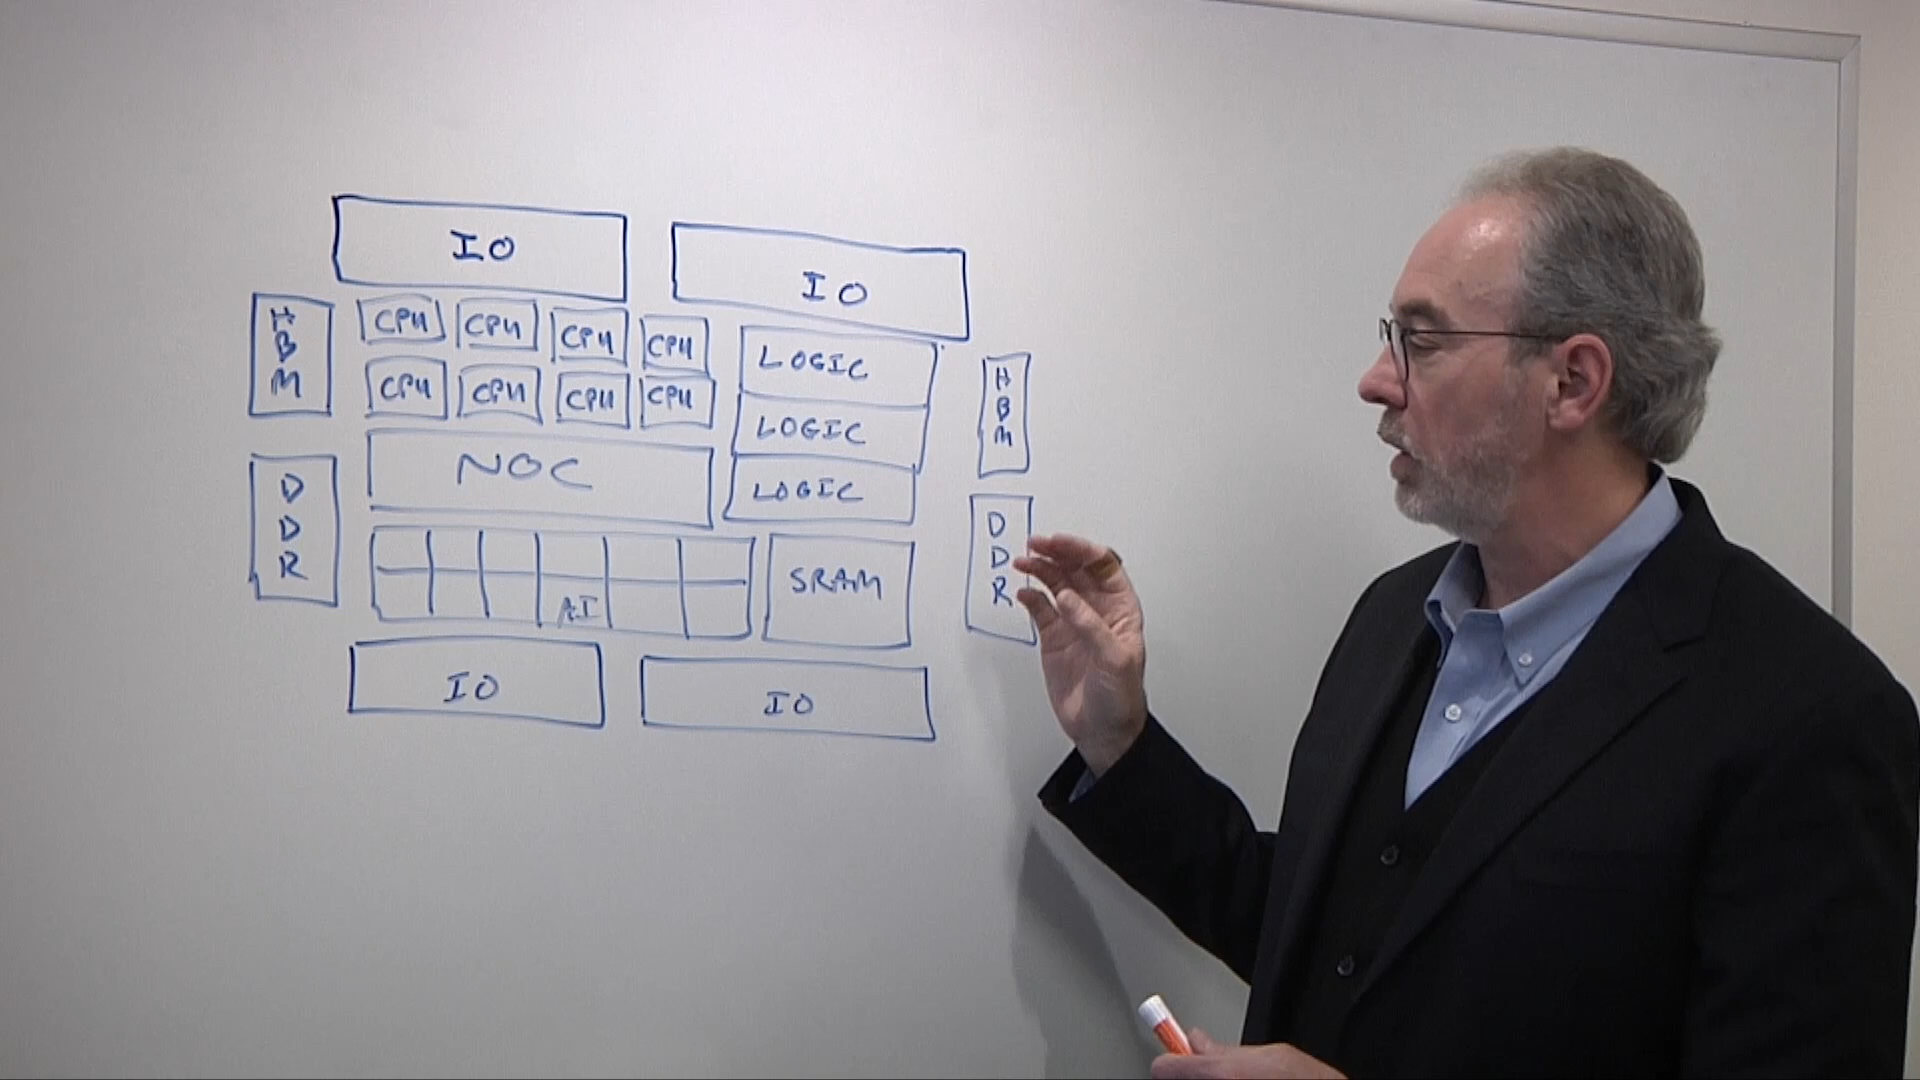 IO
IO
HBM
CPU CPU CPU CPU
CPU CPU CPU CPU
LOGIC
LOGIC
LOGIC
HBM
NOC
DDR
AI
SRAM
DDR
IO
IO